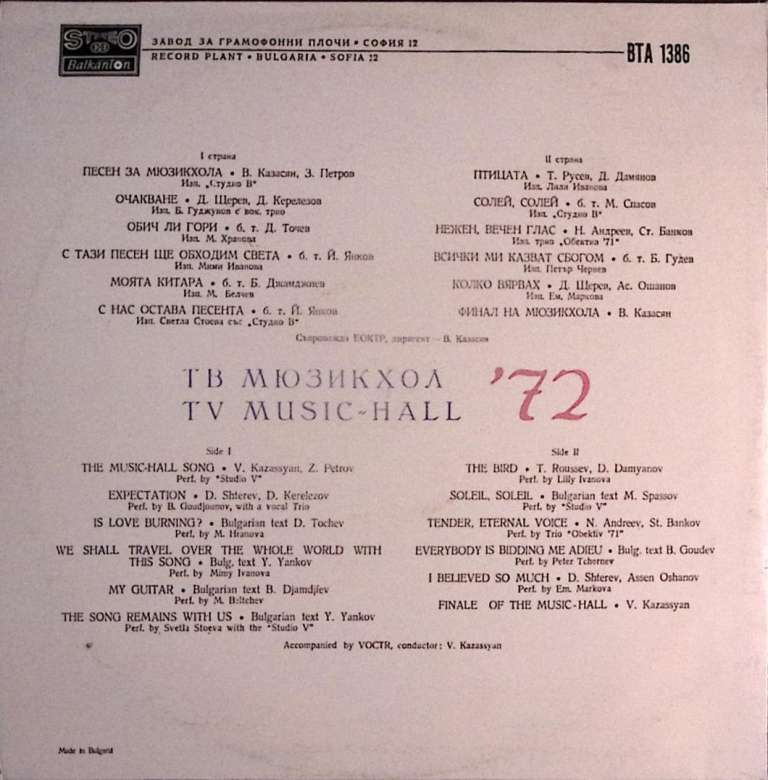 STEREO
Balkanton
ЗАВОД ЗА ГРАМОФОННИ ПЛОЧИ • СОФИЯ 12
RECORD PLANT • BULGARIA • SOFIA 12
ВТА 1386
I страна
ПЕСЕН ЗА МЮЗИКХОЛА • В. Казасян, З. Петров
Изп. „Студио В"
ОЧАКВАНЕ • Д. Щерев, Д. Керелезов
Изп. Б. Гуджунов с вок. трио
ОБИЧ ЛИ ГОРИ • б. т. Д. Точев
Изп. М. Хранова
С ТАЗИ ПЕСЕН ЩЕ ОБХОДИМ СВЕТА • б. т. Й. Янков
Изп. Мими Иванова
МОЯТА КИТАРА • б. т. Б. Джамджиев
Изп. М. Белчев
С НАС ОСТАВА ПЕСЕНТА • б. т. Й. Янков
Изп. Светла Стоева със „Студио В"
II страна
ПТИЦАТА • Т. Русев, Д. Дамянов
Изп. Лили Иванова
СОЛЕЙ, СОЛЕЙ • б. т. М. Спасов
Изп. „Студио В"
НЕЖЕН, ВЕЧЕН ГЛАС • Н. Андреев, Ст. Банков
Изп. трио „Обектив '71"
ВСИЧКИ МИ КАЗВАТ СБОГОМ • б. т. Б. Гудев
Изп. Петър Чернев
КОЛКО ВЯРВАХ • Д. Щерев, Ас. Ошанов
Изп. Ем. Маркова
ФИНАЛ НА МЮЗИКХОЛА • В. Казасян
Съпровожда ЕОКТР, диригент – В. Казасян
ТВ МЮЗИКХОЛ '72
TV MUSIC-HALL
Side I
THE MUSIC-HALL SONG • V. Kazassyan, Z. Petrov
Perf. by "Studio V"
EXPECTATION • D. Shterev, D. Kerelezov
Perf. by B. Goudjounov, with a vocal Trio
IS LOVE BURNING? • Bulgarian text D. Tochev
Perf. by M. Hranova
WE SHALL TRAVEL OVER THE WHOLE WORLD WITH
THIS SONG • Bulg. text Y. Yankov
Perf. by Mimy Ivanova
MY GUITAR • Bulgarian text B. Djamdjiev
Perf. by M. Beltchev
THE SONG REMAINS WITH US • Bulgarian text Y. Yankov
Perf. by Svetla Stoeva with the "Studio V"
Side II
THE BIRD • T. Roussev, D. Damyanov
Perf. by Lilly Ivanova
SOLEIL, SOLEIL • Bulgarian text M. Spassov
Perf. by "Studio V"
TENDER, ETERNAL VOICE • N. Andreev, St. Bankov
Perf. by Trio "Obektiv '71"
EVERYBODY IS BIDDING ME ADIEU • Bulg. text B. Goudev
Perf. by Peter Tchernev
I BELIEVED SO MUCH • D. Shterev, Assen Oshanov
Perf. by Em. Markova
FINALE OF THE MUSIC-HALL • V. Kazassyan
Accompanied by VOCTR, conductor: V. Kazassyan
Made in Bulgaria